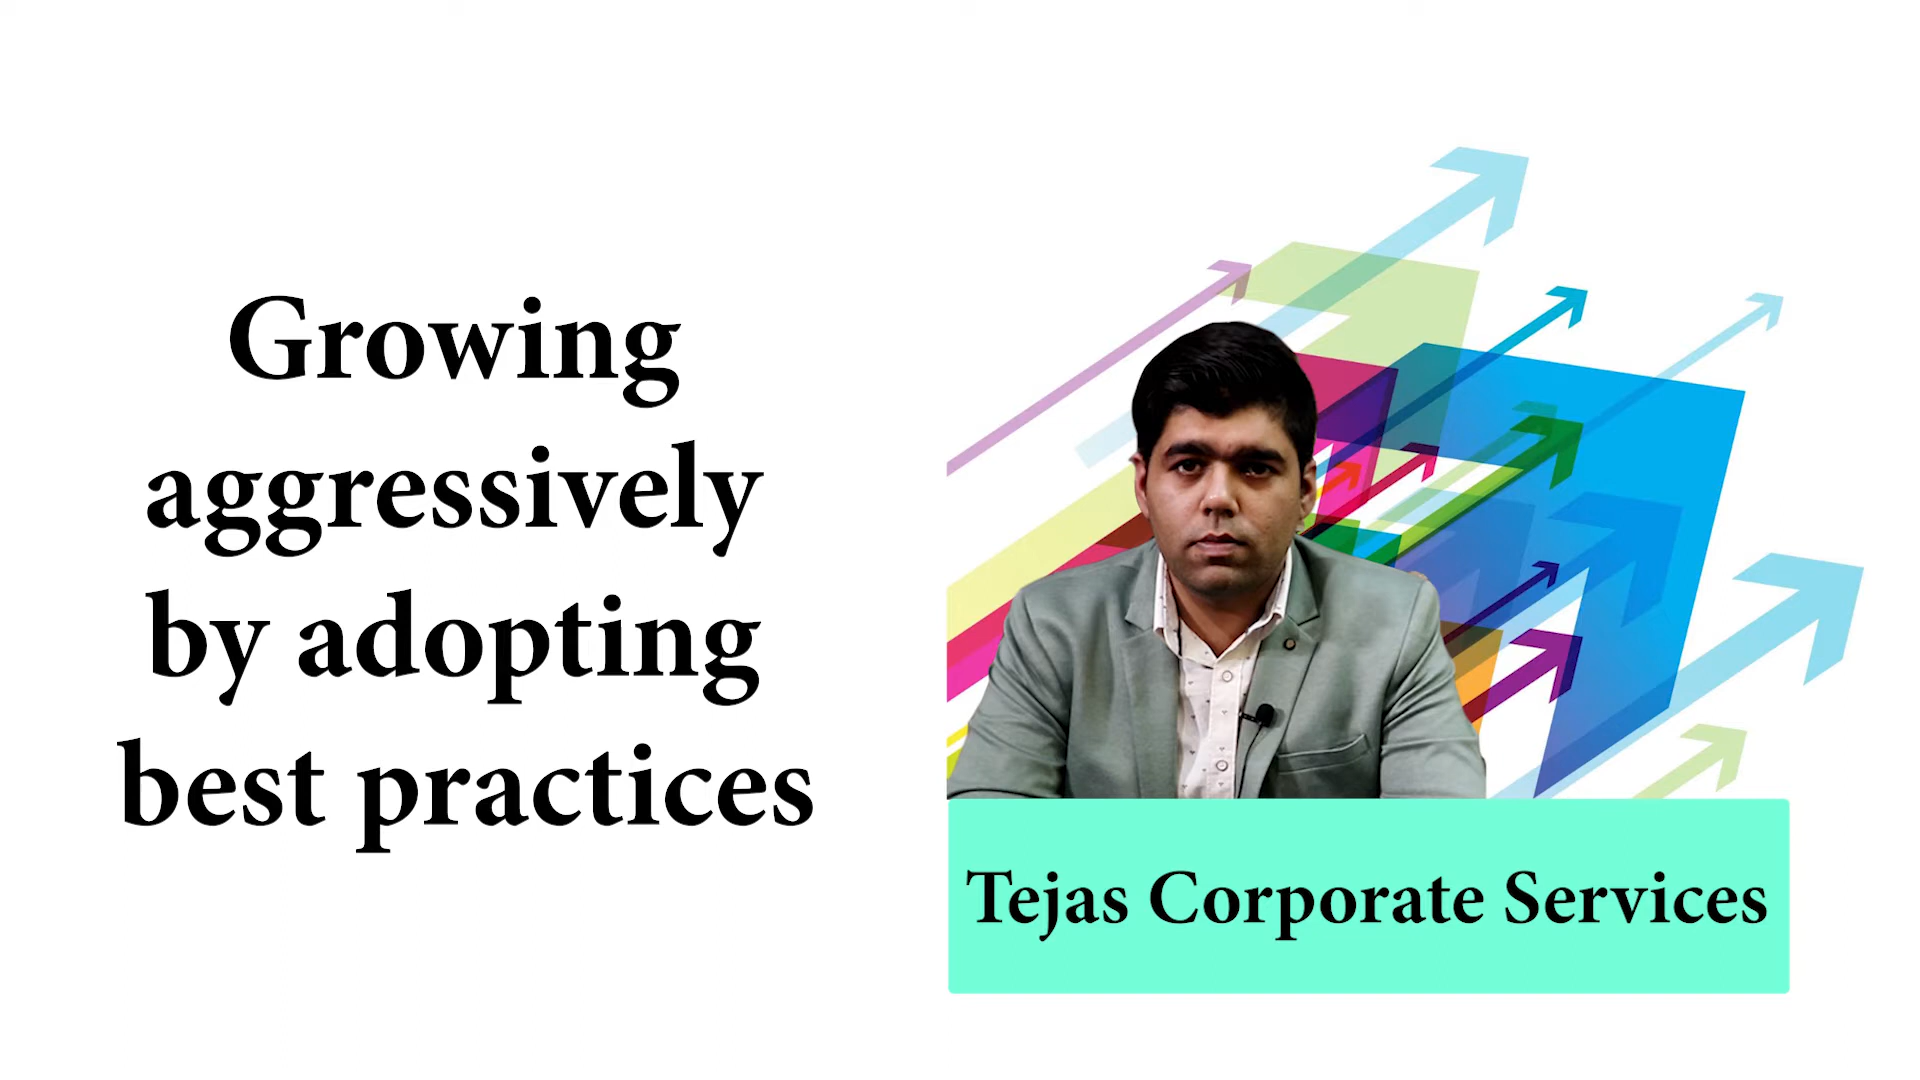 Growing
aggressively
by adopting
best practices
Tejas Corporate Services